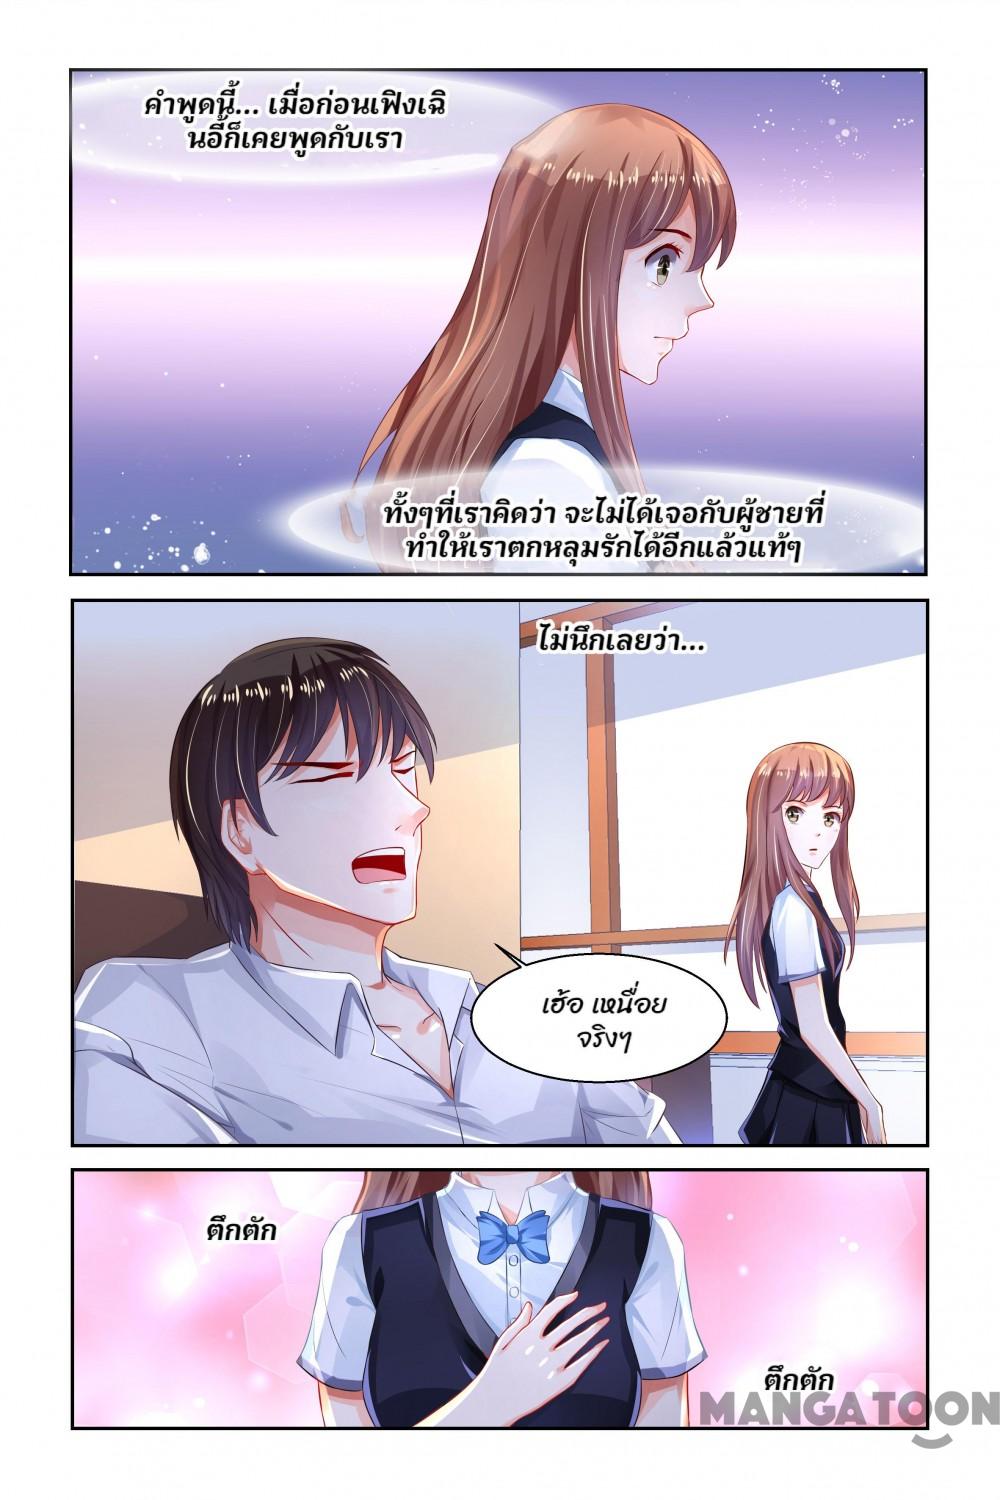 คำพูดนี้... เมื่อก่อนเฟิงเฉิ
นอี้ก็เคยพูดกับเรา
ทั้งๆที่เราคิดว่า จะไม่ได้เจอกับผู้ชายที่
ทำให้เราตกหลุมรักได้อีกแล้วแท้ๆ
ไม่นึกเลยว่า...
เฮ้อ เหนื่อย
จริงๆ
ตึกตัก
ตึกตัก
MANGATOON